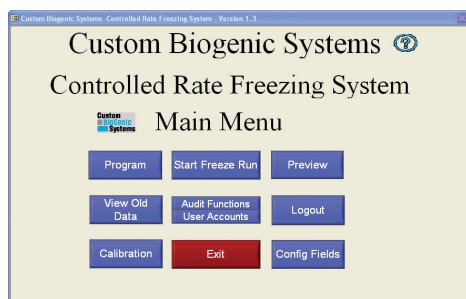 Custom Biogenic Systems -Controlled Rate Freezing System - Version 1.3
Custom Biogenic Systems ?
Controlled Rate Freezing System
Custom
BioGenic
Systems
Main Menu
Program
Start Freeze Run
Preview
View Old
Data
Audit Functions
User Accounts
Logout
Calibration
Exit
Config Fields